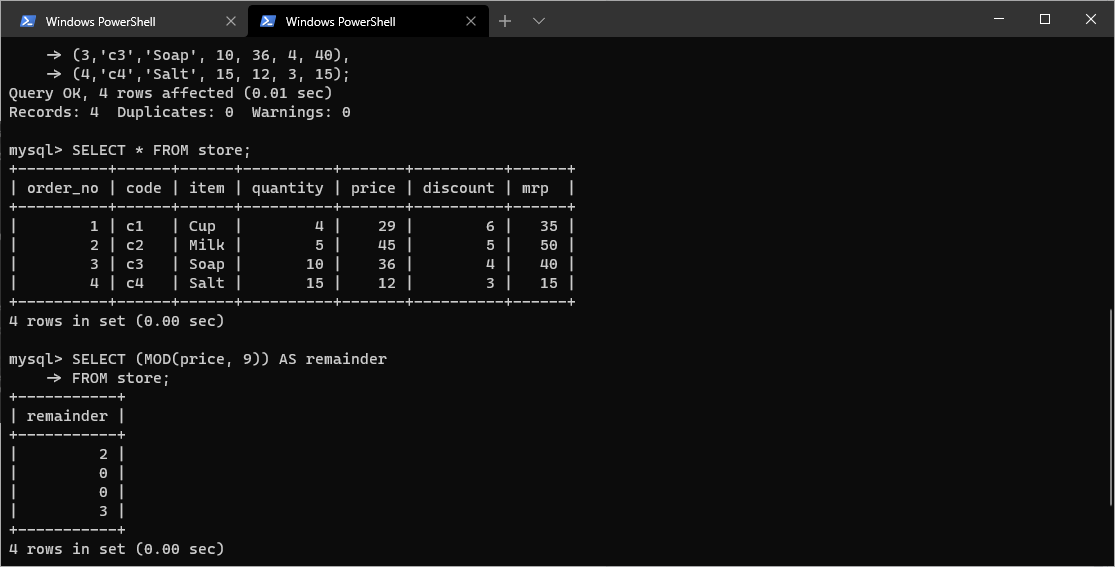 Windows PowerShell
Windows PowerShell
    -> (3,'c3','Soap', 10, 36, 4, 40),
    -> (4,'c4','Salt', 15, 12, 3, 15);
Query OK, 4 rows affected (0.01 sec)
Records: 4  Duplicates: 0  Warnings: 0
mysql> SELECT * FROM store;
+----------+------+------+----------+-------+----------+------+
| order_no | code | item | quantity | price | discount | mrp  |
+----------+------+------+----------+-------+----------+------+
|        1 | c1   | Cup  |        4 |    29 |        6 |   35 |
|        2 | c2   | Milk |        5 |    45 |        5 |   50 |
|        3 | c3   | Soap |       10 |    36 |        4 |   40 |
|        4 | c4   | Salt |       15 |    12 |        3 |   15 |
+----------+------+------+----------+-------+----------+------+
4 rows in set (0.00 sec)
mysql> SELECT (MOD(price, 9)) AS remainder
    -> FROM store;
+-----------+
| remainder |
+-----------+
|         2 |
|         0 |
|         0 |
|         3 |
+-----------+
4 rows in set (0.00 sec)